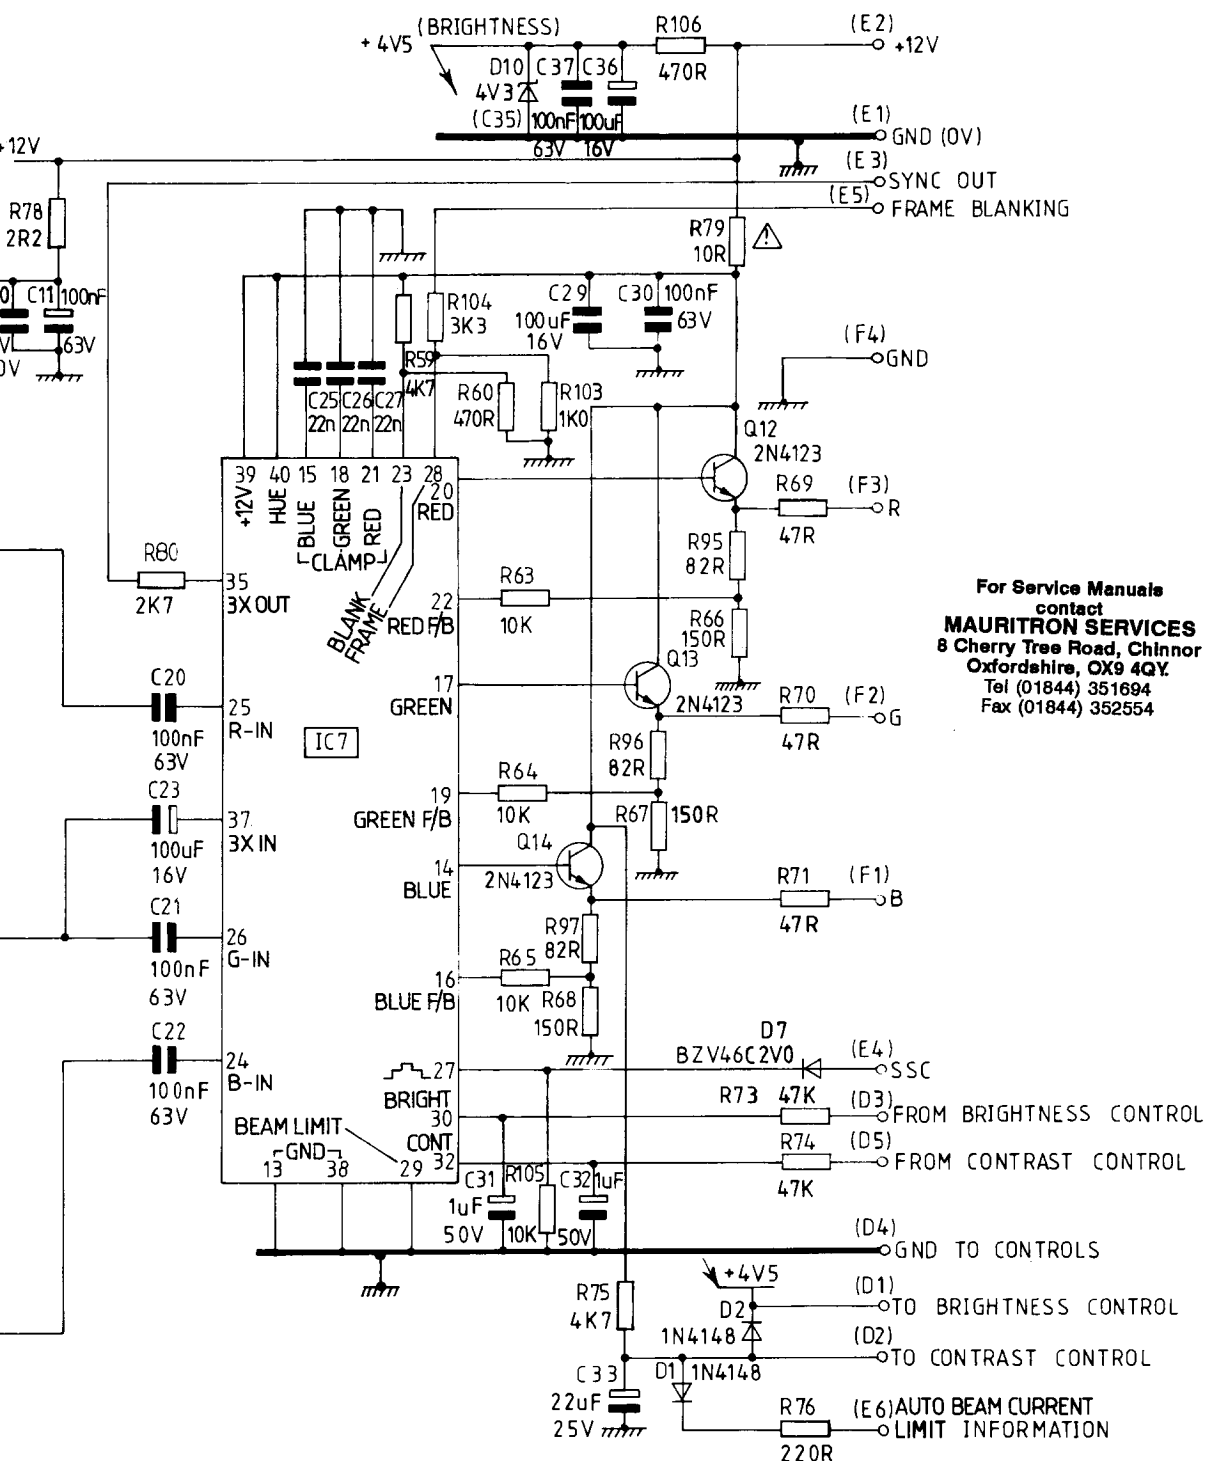 (BRIGHTNESS)
+4V5
R106
470R
(E2)
+12V
D10
4V3
(C35)
C37
100nF
63V
C36
100uF
16V
(E1)
GND (0V)
+12V
(E3)
SYNC OUT
(E5)
FRAME BLANKING
R78
2R2
R79
10R
0
C11
100nF
63V
V
0V
R104
3K3
C29
100uF
16V
C30
100nF
63V
(F4)
GND
R59
4K7
R60
470R
R103
1K0
C25
22n
C26
22n
C27
22n
Q12
2N4123
39
40
15
18
21
23
28
+12V
HUE
BLUE
GREEN
RED
CLAMP
BLANK
FRAME
20
RED
R69
47R
(F3)
R
R95
82R
R80
2K7
35
3X OUT
R63
10K
22
RED F/B
R66
150R
For Service Manuals
contact
MAURITRON SERVICES
8 Cherry Tree Road, Chinnor
Oxfordshire, OX9 4QY.
Tel (01844) 351694
Fax (01844) 352554
Q13
2N4123
17
GREEN
C20
100nF
63V
25
R-IN
R70
47R
(F2)
G
IC7
R96
82R
R64
10K
19
GREEN F/B
C23
100uF
16V
37
3X IN
R67
150R
Q14
2N4123
14
BLUE
R71
47R
(F1)
B
C21
100nF
63V
26
G-IN
R97
82R
R65
10K
16
BLUE F/B
R68
150R
C22
100nF
63V
24
B-IN
D7
BZV46C2V0
(E4)
SSC
27
BRIGHT
30
R73
47K
(D3)
FROM BRIGHTNESS CONTROL
BEAM LIMIT
CONT
32
R74
47K
(D5)
FROM CONTRAST CONTROL
GND
13
38
29
C31
1uF
50V
R105
10K
C32
1uF
50V
(D4)
GND TO CONTROLS
+4V5
R75
4K7
(D1)
TO BRIGHTNESS CONTROL
D2
1N4148
(D2)
TO CONTRAST CONTROL
C33
22uF
25V
D1
1N4148
R76
220R
(E6)
AUTO BEAM CURRENT
LIMIT INFORMATION